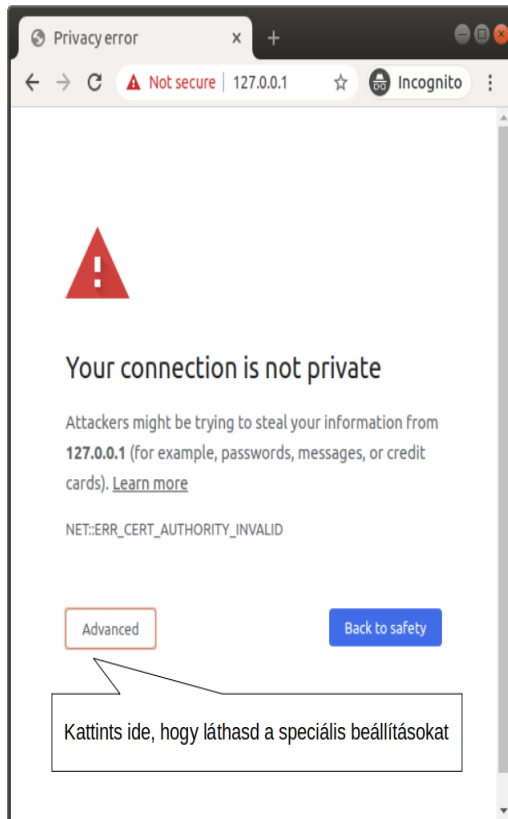 Privacy error
Not secure 127.0.0.1 Incognito
Your connection is not private
Attackers might be trying to steal your information from
127.0.0.1 (for example, passwords, messages, or credit
cards). Learn more
NET::ERR_CERT_AUTHORITY_INVALID
Advanced Back to safety
Kattints ide, hogy láthasd a speciális beállításokat